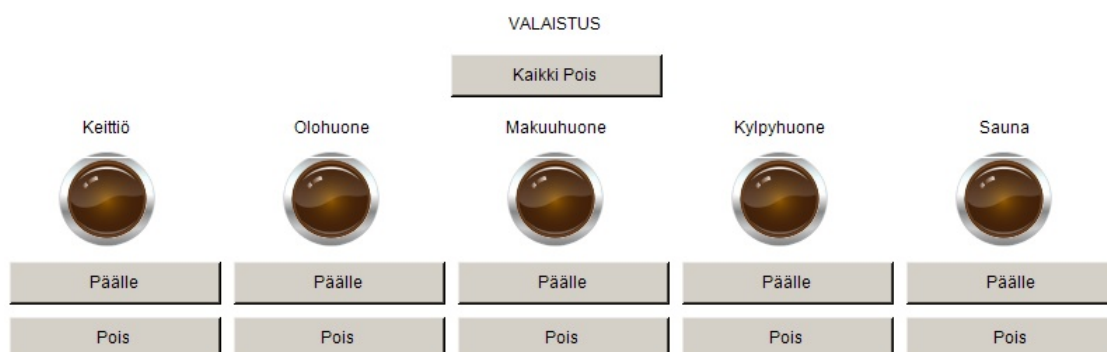 VALAISTUS
Kaikki Pois
Keittiö Olohuone Makuuhuone Kylpyhuone Sauna
Päälle Päälle Päälle Päälle Päälle
Pois Pois Pois Pois Pois